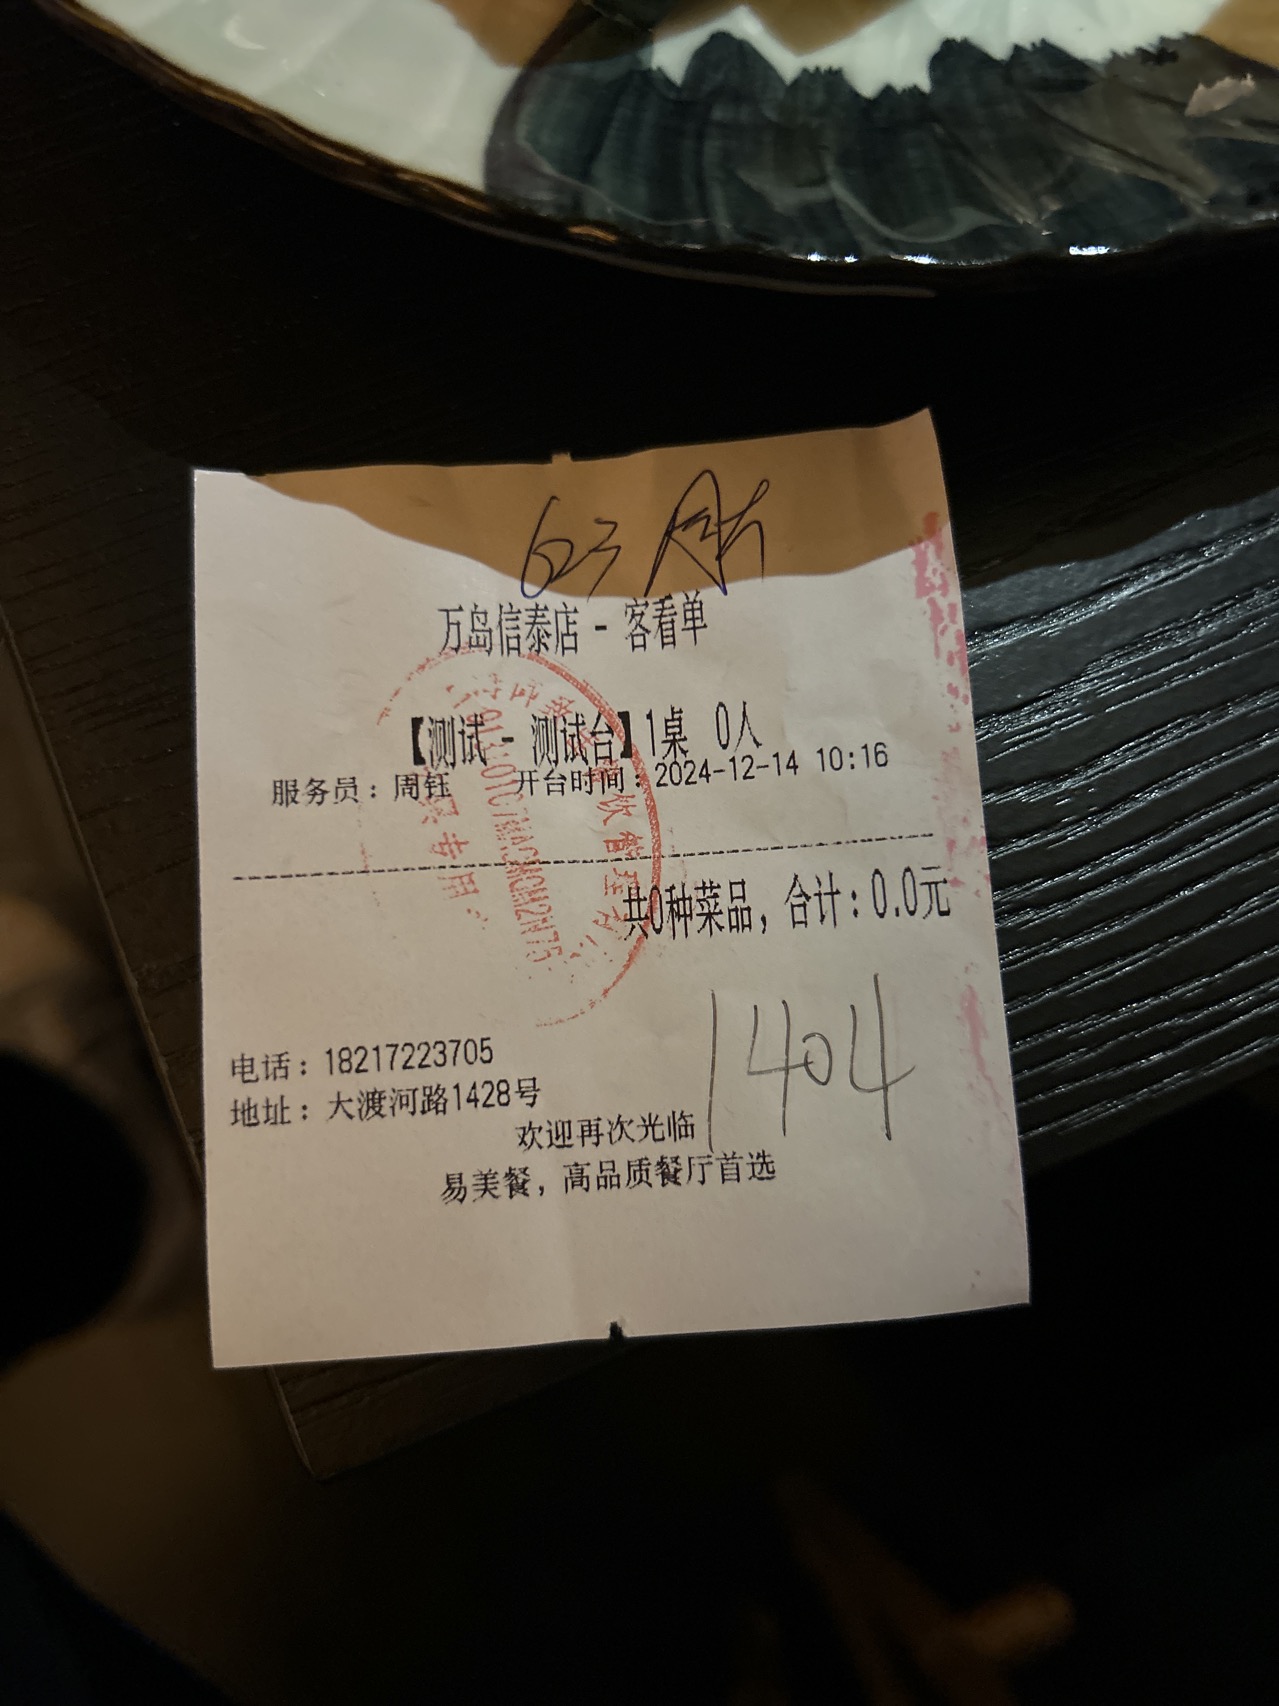 623
万岛信泰店 - 客看单
【测试 - 测试台】1桌 0人
服务员：周钰 开台时间：2024-12-14 10:16
共0种菜品，合计：0.0元
1404
电话：18217223705
地址：大渡河路1428号
欢迎再次光临
易美餐，高品质餐厅首选